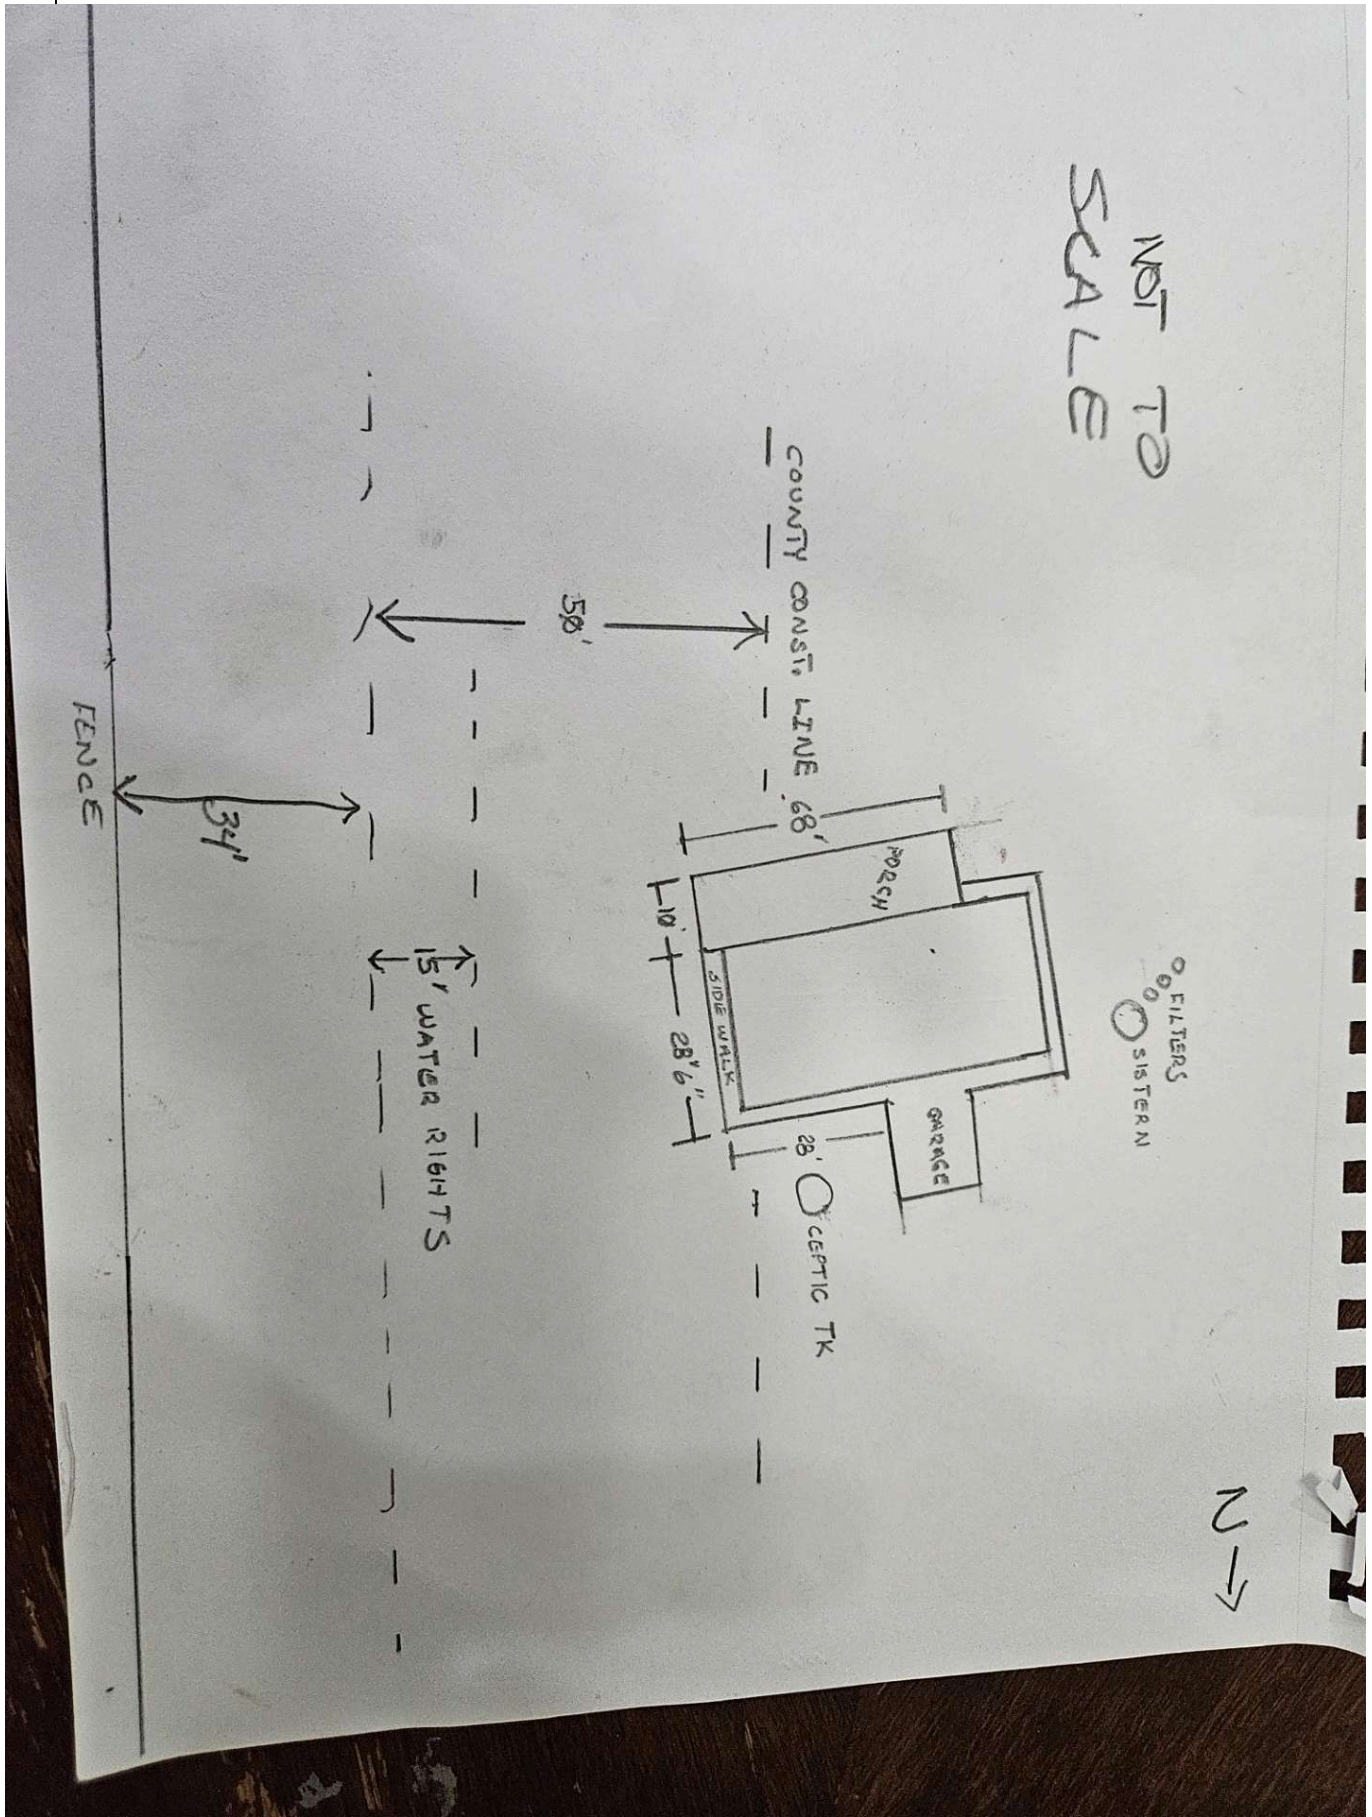 NOT TO
SCALE
N
FILTERS
SISTERN
PORCH
GARAGE
COUNTY CONST. LINE
68'
28'
CEPTIC TK
SIDE WALK
10'
28'6"
50'
15' WATER RIGHTS
34'
FENCE